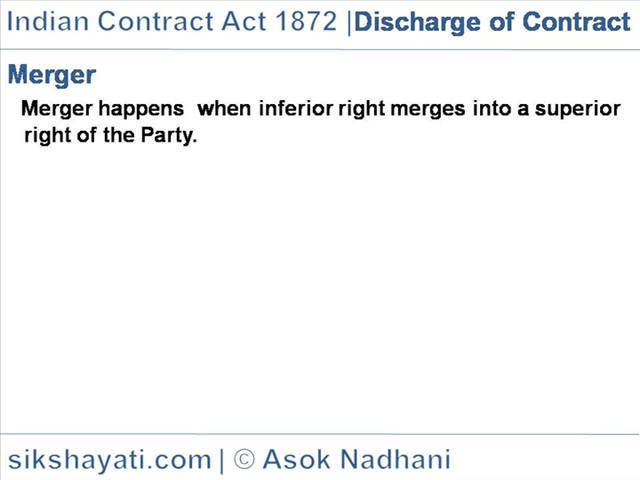 Indian Contract Act 1872 |Discharge of Contract
Merger
Merger happens when inferior right merges into a superior
right of the Party.
sikshayati.com | © Asok Nadhani